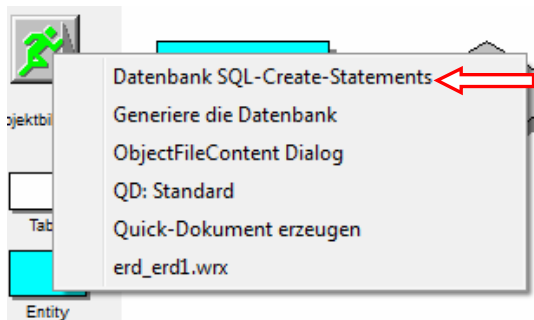 Datenbank SQL-Create-Statements
Generiere die Datenbank
ObjectFileContent Dialog
QD: Standard
Quick-Dokument erzeugen
erd_erd1.wrx
Entity